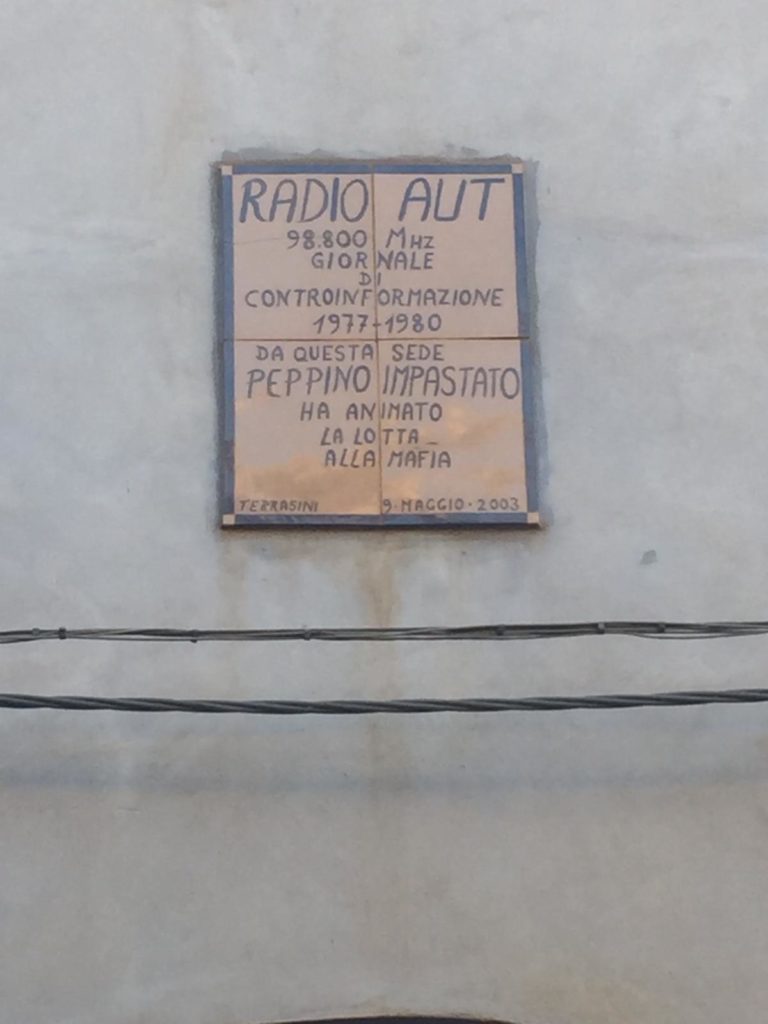 RADIO AUT
98.800 MHZ
GIORNALE
DI
CONTROINFORMAZIONE
1977-1980
DA QUESTA SEDE
PEPPINO IMPASTATO
HA ANIMATO
LA LOTTA
ALLA MAFIA
TERRASINI 9·MAGGIO·2003